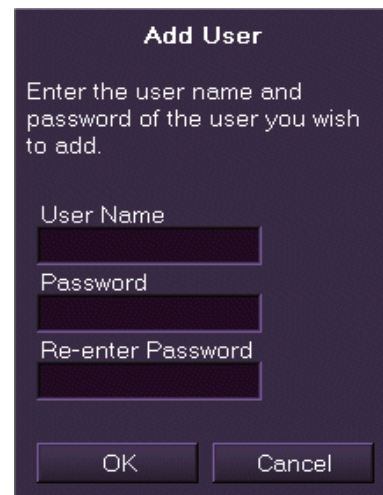 Add User
Enter the user name and
password of the user you wish
to add.
User Name
Password
Re-enter Password
OK
Cancel